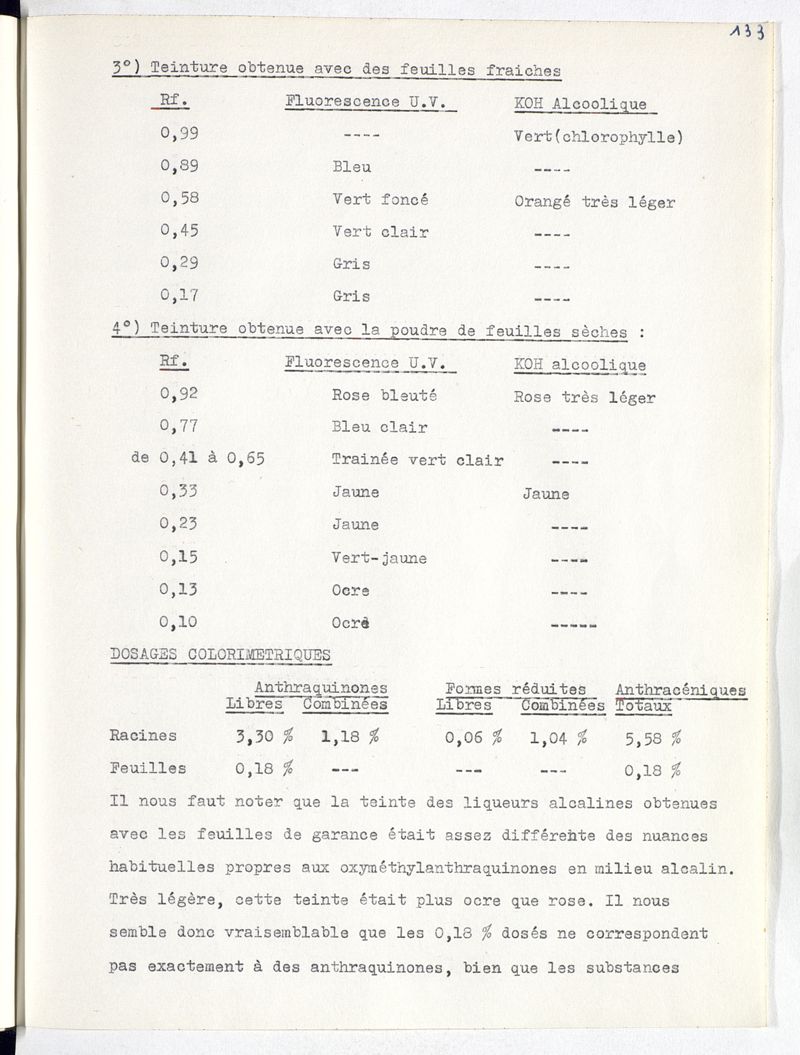 133
3°) Teinture obtenue avec des feuilles fraiches
Rf. Fluorescence U.V. KOH Alcoolique
0,99 ---- Vert(chlorophylle)
0,89 Bleu ----
0,58 Vert foncé Orangé très léger
0,45 Vert clair ----
0,29 Gris ----
0,17 Gris ----
4°) Teinture obtenue avec la poudre de feuilles sèches :
Rf. Fluorescence U.V. KOH alcoolique
0,92 Rose bleuté Rose très léger
0,77 Bleu clair ----
de 0,41 à 0,65 Trainée vert clair ----
0,33 Jaune Jaune
0,23 Jaune ----
0,15 Vert-jaune ----
0,13 Ocre ----
0,10 Ocrè -----
DOSAGES COLORIMETRIQUES
Anthraquinones Formes réduites Anthracéniques
Libres Combinées Libres Combinées Totaux
Racines 3,30 % 1,18 % 0,06 % 1,04 % 5,58 %
Feuilles 0,18 % --- --- --- 0,18 %
Il nous faut noter que la teinte des liqueurs alcalines obtenues
avec les feuilles de garance était assez différente des nuances
habituelles propres aux oxyméthylanthraquinones en milieu alcalin.
Très légère, cette teinte était plus ocre que rose. Il nous
semble donc vraisemblable que les 0,18 % dosés ne correspondent
pas exactement à des anthraquinones, bien que les substances